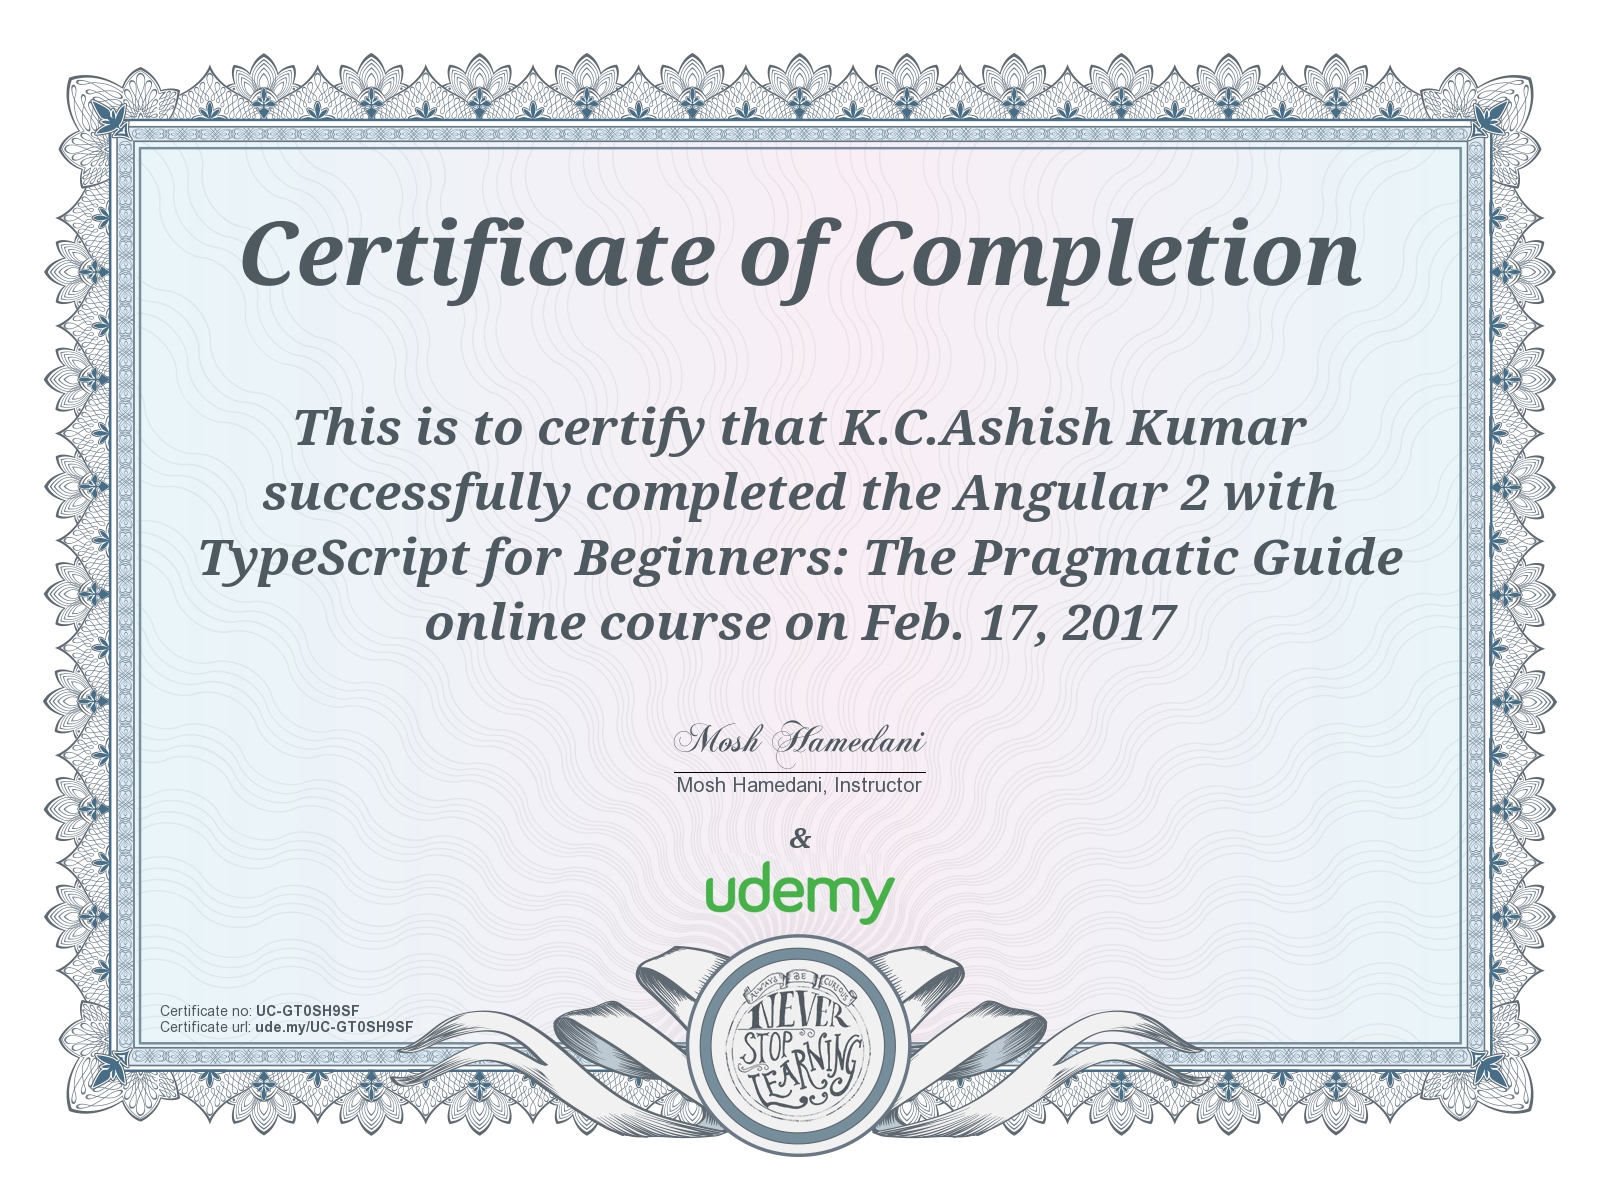 Certificate of Completion
This is to certify that K.C.Ashish Kumar
successfully completed the Angular 2 with
TypeScript for Beginners: The Pragmatic Guide
online course on Feb. 17, 2017
Mosh Hamedani
Mosh Hamedani, Instructor
&
udemy
Certificate no: UC-GT0SH9SF
Certificate url: ude.my/UC-GT0SH9SF
ALWAYS BE CURIOUS
NEVER
STOP
LEARNING